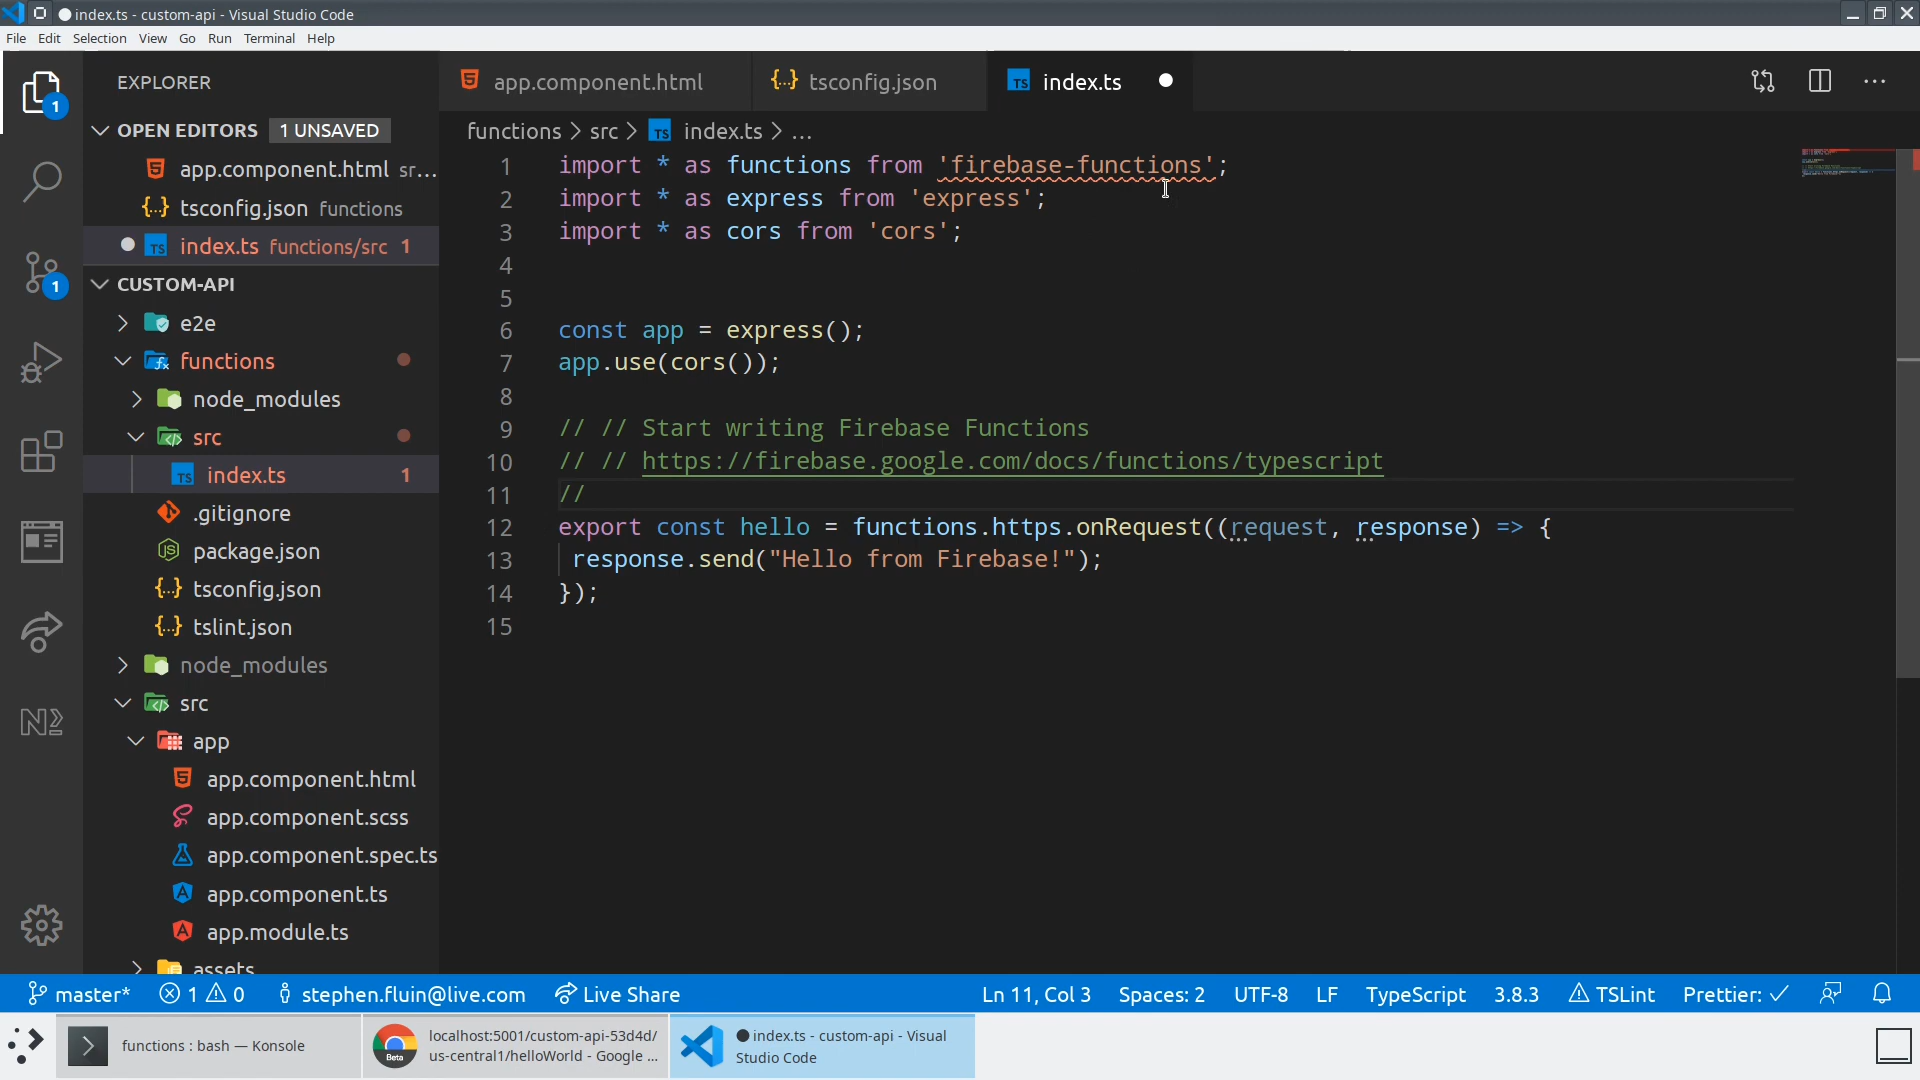 index.ts - custom-api - Visual Studio Code
File Edit Selection View Go Run Terminal Help
EXPLORER
OPEN EDITORS 1 UNSAVED
app.component.html sr...
tsconfig.json functions
index.ts functions/src 1
CUSTOM-API
e2e
functions
node_modules
src
index.ts 1
.gitignore
package.json
tsconfig.json
tslint.json
node_modules
src
app
app.component.html
app.component.scss
app.component.spec.ts
app.component.ts
app.module.ts
assets
1
1
app.component.html tsconfig.json index.ts
functions > src > TS index.ts > ...
1 import * as functions from 'firebase-functions';
2 import * as express from 'express';
3 import * as cors from 'cors';
4
5
6 const app = express();
7 app.use(cors());
8
9 // // Start writing Firebase Functions
10 // // https://firebase.google.com/docs/functions/typescript
11 //
12 export const hello = functions.https.onRequest((request, response) => {
13 response.send("Hello from Firebase!");
14 });
15
master* 1 0 stephen.fluin@live.com Live Share Ln 11, Col 3 Spaces: 2 UTF-8 LF TypeScript 3.8.3 TSLint Prettier: ✓
functions : bash — Konsole
Beta
localhost:5001/custom-api-53d4d/
us-central1/helloWorld - Google ...
index.ts - custom-api - Visual
Studio Code